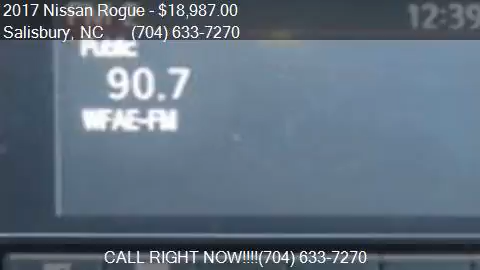 2017 Nissan Rogue - $18,987.00
12:39
Salisbury, NC (704) 633-7270
Public
90.7
WFAE-FM
CALL RIGHT NOW!!!!(704) 633-7270